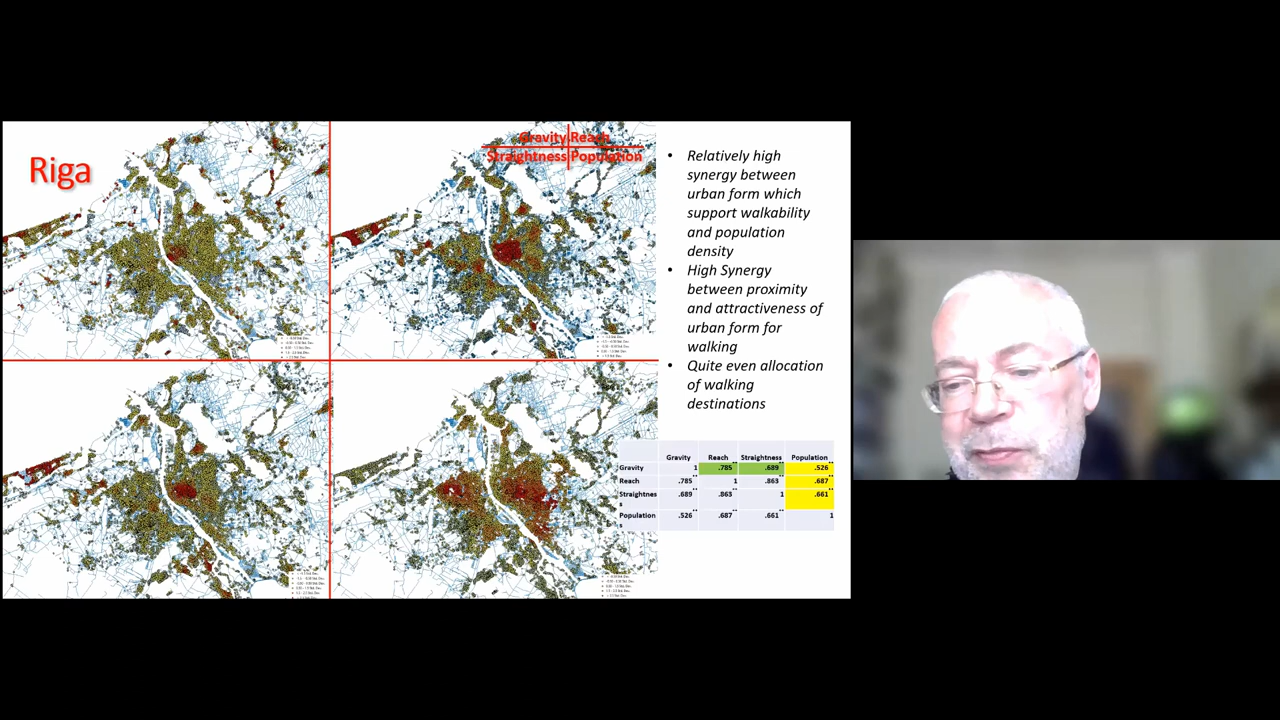 Riga
Gravity Reach
Straightness Population
• Relatively high
synergy between
urban form which
support walkability
and population
density
• High Synergy
between proximity
and attractiveness of
urban form for
walking
• Quite even allocation
of walking
destinations
Gravity Reach Straightness Population
Gravity 1 .785** .689** .526**
Reach .785** 1 .863** .687**
Straightnes
s .689** .863** 1 .661**
Population
s .526** .687** .661** 1